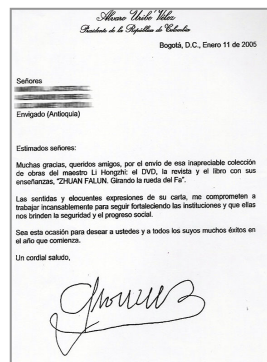 Alvaro Uribe Vélez
Presidente de la República de Colombia
Bogotá, D.C., Enero 11 de 2005
Señores
Envigado (Antioquia)
Estimados señores:
Muchas gracias, queridos amigos, por el envio de esa inapreciable colección
de obras del maestro Li Hongzhi: el DVD, la revista y el libro con sus
enseñanzas, "ZHUAN FALUN. Girando la rueda del Fa".
Las sentidas y elocuentes expresiones de su carta, me comprometen a
trabajar incansablemente para seguir fortaleciendo las instituciones y que ellas
nos brinden la seguridad y el progreso social.
Sea esta ocasión para desear a ustedes y a todos los suyos muchos éxitos en
el año que comienza.
Un cordial saludo,